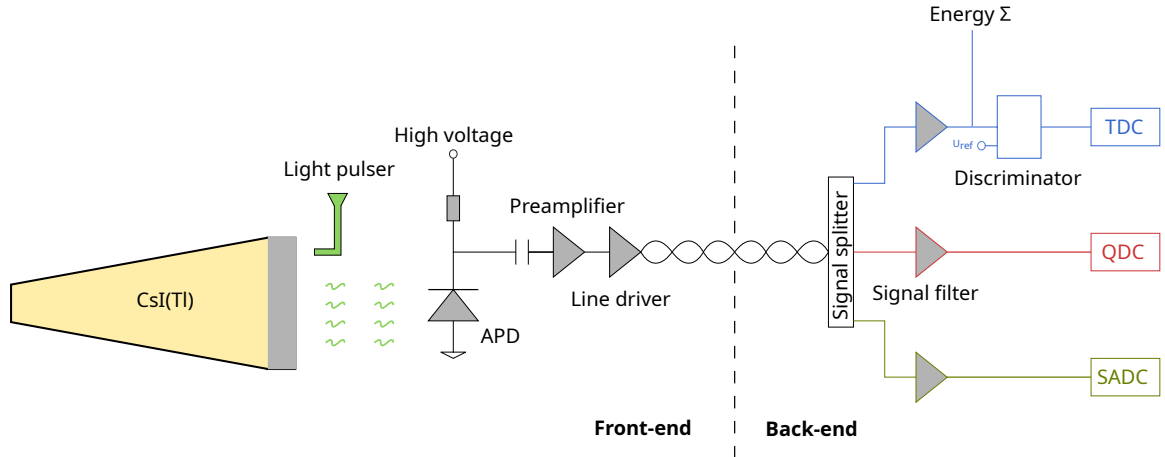 Energy Σ
High voltage
TDC
Uref
Light pulser
Discriminator
Preamplifier
Signal splitter
QDC
CsI(Tl)
Signal filter
Line driver
APD
SADC
Front-end
Back-end